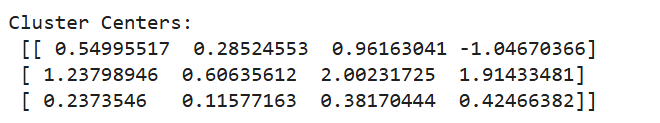 Cluster Centers:
[[ 0.54995517  0.28524553  0.96163041 -1.04670366]
[ 1.23798946  0.60635612  2.00231725  1.91433481]
[ 0.2373546   0.11577163  0.38170444  0.42466382]]